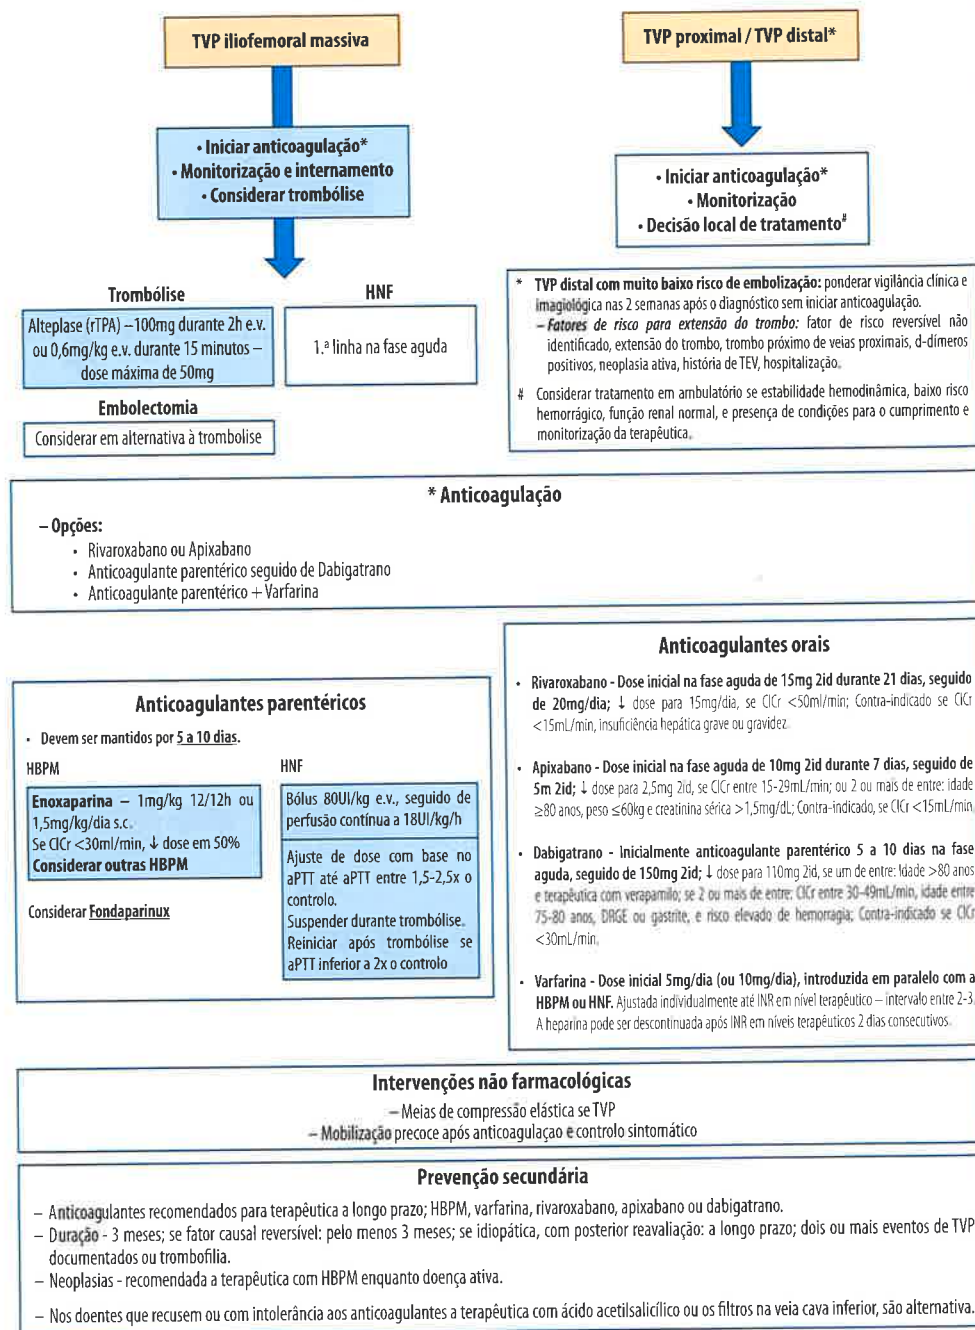 TVP iliofemoral massiva
• Iniciar anticoagulação*
• Monitorização e internamento
• Considerar trombólise
TVP proximal / TVP distal*
• Iniciar anticoagulação*
• Monitorização
• Decisão local de tratamento#
Trombólise
Alteplase (rTPA) –100mg durante 2h e.v.
ou 0,6mg/kg e.v. durante 15 minutos –
dose máxima de 50mg
HNF
1.ª linha na fase aguda
Embolectomia
Considerar em alternativa à trombolise
* TVP distal com muito baixo risco de embolização: ponderar vigilância clínica e
imagiológica nas 2 semanas após o diagnóstico sem iniciar anticoagulação.
– Fatores de risco para extensão do trombo: fator de risco reversível não
identificado, extensão do trombo, trombo próximo de veias proximais, d-dímeros
positivos, neoplasia ativa, história de TEV, hospitalização.
# Considerar tratamento em ambulatório se estabilidade hemodinâmica, baixo risco
hemorrágico, função renal normal, e presença de condições para o cumprimento e
monitorização da terapêutica.
* Anticoagulação
– Opções:
• Rivaroxabano ou Apixabano
• Anticoagulante parentérico seguido de Dabigatrano
• Anticoagulante parentérico + Varfarina
Anticoagulantes parentéricos
• Devem ser mantidos por 5 a 10 dias.
HBPM
Enoxaparina – 1mg/kg 12/12h ou
1,5mg/kg/dia s.c.
Se ClCr <30ml/min, ↓ dose em 50%
Considerar outras HBPM
Considerar Fondaparinux
HNF
Bólus 80UI/kg e.v., seguido de
perfusão contínua a 18UI/kg/h
Ajuste de dose com base no
aPTT até aPTT entre 1,5-2,5x o
controlo.
Suspender durante trombólise.
Reiniciar após trombólise se
aPTT inferior a 2x o controlo
Anticoagulantes orais
• Rivaroxabano - Dose inicial na fase aguda de 15mg 2id durante 21 dias, seguido
de 20mg/dia; ↓ dose para 15mg/dia, se ClCr <50ml/min; Contra-indicado se ClCr
<15mL/min, insuficiência hepática grave ou gravidez.
• Apixabano - Dose inicial na fase aguda de 10mg 2id durante 7 dias, seguido de
5m 2id; ↓ dose para 2,5mg 2id, se ClCr entre 15-29mL/min; ou 2 ou mais de entre: idade
≥80 anos, peso ≤60kg e creatinina sérica >1,5mg/dL; Contra-indicado, se ClCr <15mL/min.
• Dabigatrano - Inicialmente anticoagulante parentérico 5 a 10 dias na fase
aguda, seguido de 150mg 2id; ↓ dose para 110mg 2id, se um de entre: Idade >80 anos
e terapêutica com verapamilo; se 2 ou mais de entre: ClCr entre 30-49mL/min, idade entre
75-80 anos, DRGE ou gastrite, e risco elevado de hemorragia; Contra-indicado se ClCr
<30mL/min.
• Varfarina - Dose inicial 5mg/dia (ou 10mg/dia), introduzida em paralelo com a
HBPM ou HNF. Ajustada individualmente até INR em nível terapêutico – intervalo entre 2-3.
A heparina pode ser descontinuada após INR em níveis terapêuticos 2 dias consecutivos.
Intervenções não farmacológicas
– Meias de compressão elástica se TVP
– Mobilização precoce após anticoagulaçao e controlo sintomático
Prevenção secundária
– Anticoagulantes recomendados para terapêutica a longo prazo; HBPM, varfarina, rivaroxabano, apixabano ou dabigatrano.
– Duração - 3 meses; se fator causal reversível: pelo menos 3 meses; se idiopática, com posterior reavaliação: a longo prazo; dois ou mais eventos de TVP
documentados ou trombofilia.
– Neoplasias - recomendada a terapêutica com HBPM enquanto doença ativa.
– Nos doentes que recusem ou com intolerância aos anticoagulantes a terapêutica com ácido acetilsalicílico ou os filtros na veia cava inferior, são alternativa.